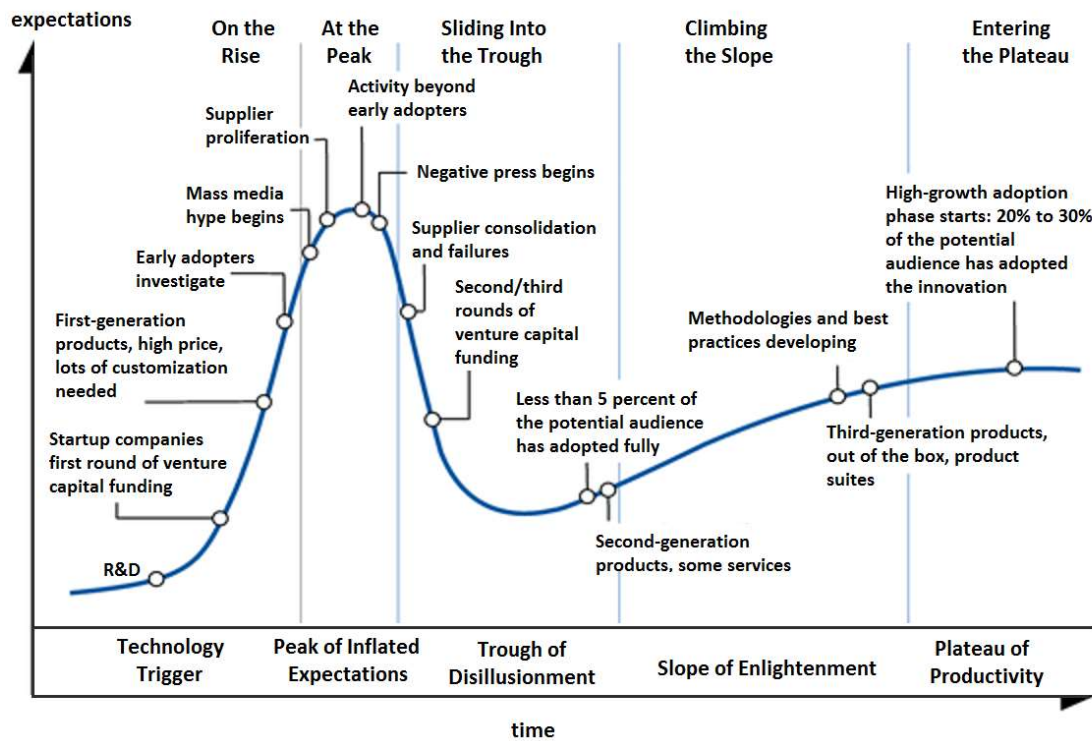 expectations
On the
Rise
At the
Peak
Sliding Into
the Trough
Climbing
the Slope
Entering
the Plateau
Activity beyond
early adopters
Supplier
proliferation
Negative press begins
Mass media
hype begins
High-growth adoption
phase starts: 20% to 30%
of the potential
audience has adopted
the innovation
Supplier consolidation
and failures
Early adopters
investigate
Second/third
rounds of
venture capital
funding
First-generation
products, high price,
lots of customization
needed
Methodologies and best
practices developing
Less than 5 percent of
the potential audience
has adopted fully
Startup companies
first round of venture
capital funding
Third-generation products,
out of the box, product
suites
Second-generation
products, some services
R&D
Technology
Trigger
Peak of Inflated
Expectations
Trough of
Disillusionment
Slope of Enlightenment
Plateau of
Productivity
time